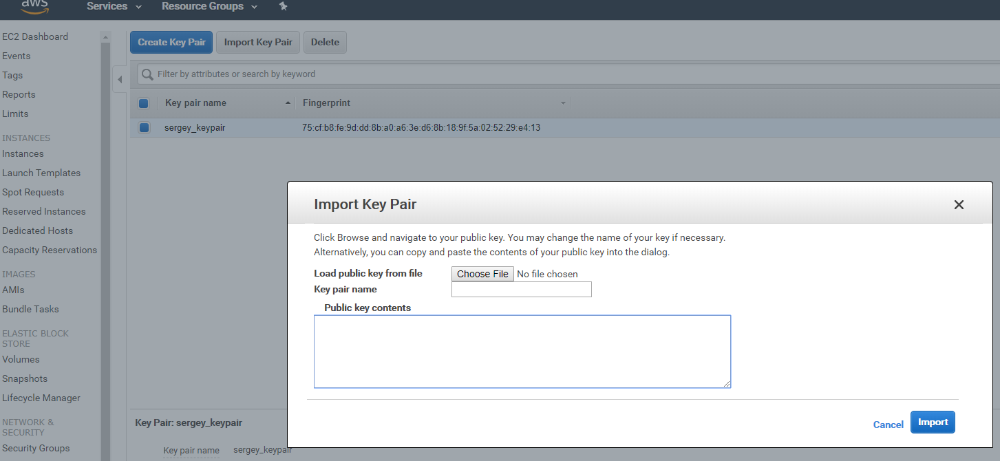 aws
Services
Resource Groups
EC2 Dashboard
Events
Tags
Reports
Limits
INSTANCES
Instances
Launch Templates
Spot Requests
Reserved Instances
Dedicated Hosts
Capacity Reservations
IMAGES
AMIs
Bundle Tasks
ELASTIC BLOCK
STORE
Volumes
Snapshots
Lifecycle Manager
NETWORK &
SECURITY
Security Groups
Create Key Pair
Import Key Pair
Delete
Filter by attributes or search by keyword
Key pair name
Fingerprint
sergey_keypair
75:cf:b8:fe:9d:dd:8b:a0:a6:3e:d6:8b:18:9f:5a:02:52:29:e4:13
Import Key Pair
Click Browse and navigate to your public key. You may change the name of your key if necessary.
Alternatively, you can copy and paste the contents of your public key into the dialog.
Load public key from file
Choose File No file chosen
Key pair name
Public key contents
Cancel
Import
Key Pair: sergey_keypair
Key pair name sergey_keypair